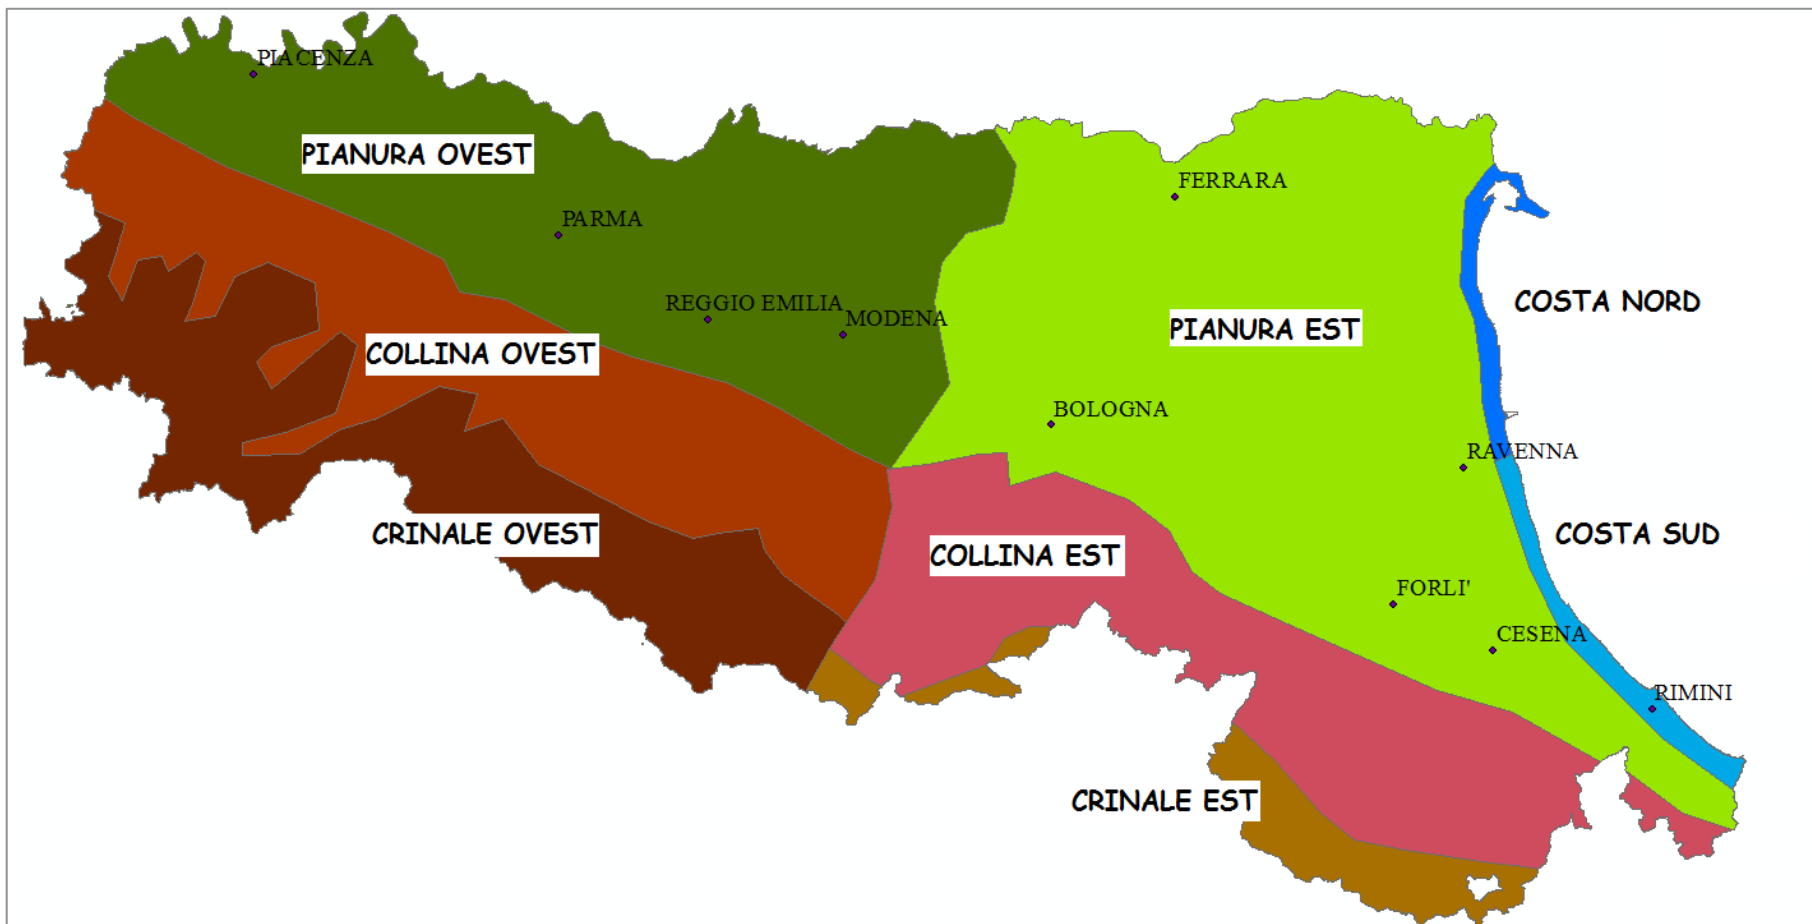 PIACENZA
PIANURA OVEST
FERRARA
PARMA
COSTA NORD
REGGIO EMILIA
MODENA
PIANURA EST
COLLINA OVEST
BOLOGNA
RAVENNA
CRINALE OVEST
COSTA SUD
COLLINA EST
FORLI'
CESENA
RIMINI
CRINALE EST